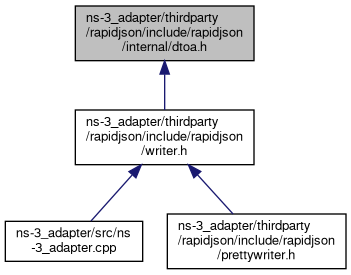 ns-3_adapter/thirdparty
/rapidjson/include/rapidjson
/internal/dtoa.h
ns-3_adapter/thirdparty
/rapidjson/include/rapidjson
/writer.h
ns-3_adapter/src/ns
-3_adapter.cpp
ns-3_adapter/thirdparty
/rapidjson/include/rapidjson
/prettywriter.h